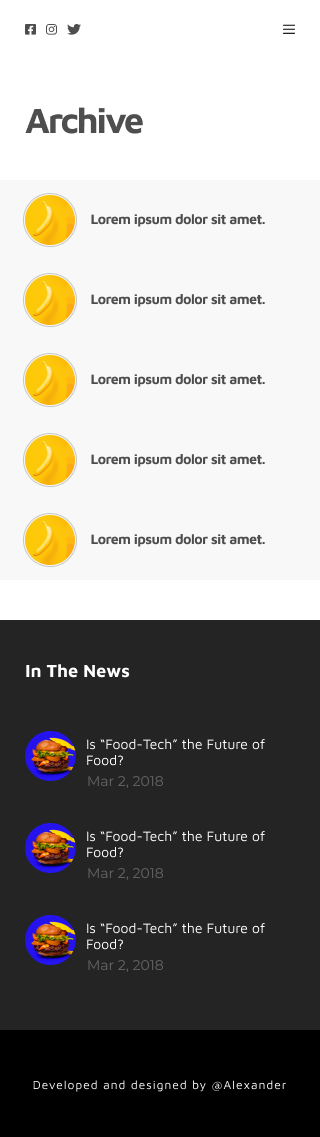 Archive
Lorem ipsum dolor sit amet.
Lorem ipsum dolor sit amet.
Lorem ipsum dolor sit amet.
Lorem ipsum dolor sit amet.
Lorem ipsum dolor sit amet.
In The News
Is “Food-Tech” the Future of
Food?
Mar 2, 2018
Is “Food-Tech” the Future of
Food?
Mar 2, 2018
Is “Food-Tech” the Future of
Food?
Mar 2, 2018
Developed and designed by @Alexander